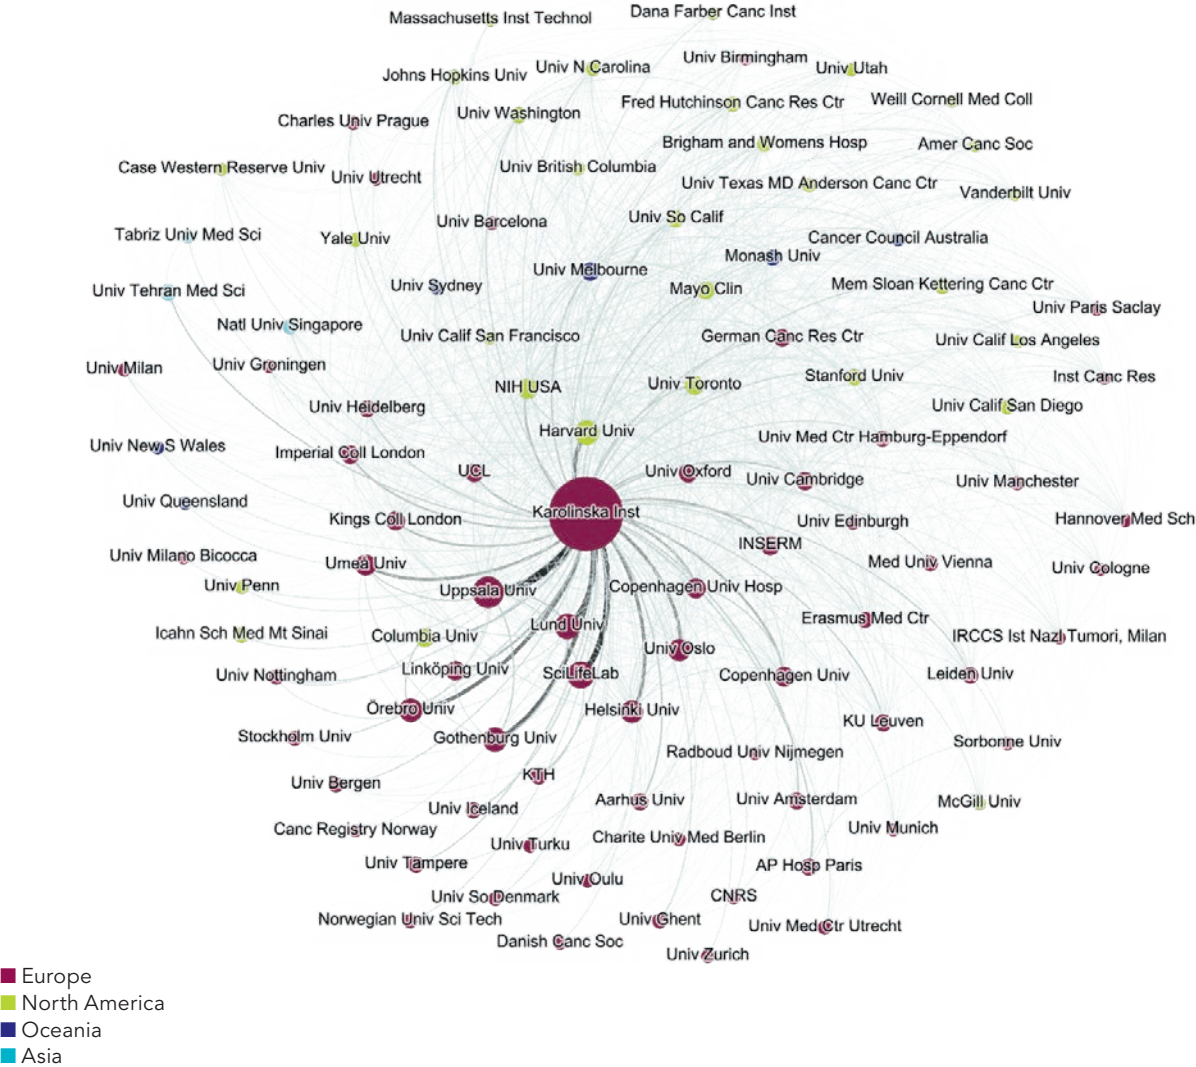 Massachusetts Inst Technol
Dana Farber Canc Inst
Johns Hopkins Univ
Univ N Carolina
Univ Birmingham
Univ Utah
Charles Univ Prague
Univ Washington
Fred Hutchinson Canc Res Ctr
Weill Cornell Med Coll
Case Western Reserve Univ
Univ Utrecht
Univ British Columbia
Brigham and Womens Hosp
Amer Canc Soc
Univ Texas MD Anderson Canc Ctr
Vanderbilt Univ
Tabriz Univ Med Sci
Yale Univ
Univ Barcelona
Univ So Calif
Cancer Council Australia
Monash Univ
Univ Tehran Med Sci
Univ Sydney
Univ Melbourne
Mayo Clin
Mem Sloan Kettering Canc Ctr
Univ Paris Saclay
Natl Univ Singapore
Univ Calif San Francisco
German Canc Res Ctr
Univ Calif Los Angeles
Univ Milan
Univ Groningen
NIH USA
Univ Toronto
Stanford Univ
Inst Canc Res
Univ Heidelberg
Harvard Univ
Univ Calif San Diego
Univ New S Wales
Imperial Coll London
UCL
Univ Oxford
Univ Med Ctr Hamburg-Eppendorf
Univ Cambridge
Univ Manchester
Univ Queensland
Kings Coll London
Karolinska Inst
Univ Edinburgh
Hannover Med Sch
Univ Milano Bicocca
Umeå Univ
INSERM
Med Univ Vienna
Univ Cologne
Univ Penn
Uppsala Univ
Copenhagen Univ Hosp
Icahn Sch Med Mt Sinai
Columbia Univ
Lund Univ
Erasmus Med Ctr
IRCCS Ist Nazl Tumori, Milan
Univ Nottingham
Linköping Univ
SciLifeLab
Univ Oslo
Copenhagen Univ
Leiden Univ
Örebro Univ
Helsinki Univ
KU Leuven
Stockholm Univ
Gothenburg Univ
Radboud Univ Nijmegen
Sorbonne Univ
Univ Bergen
KTH
Aarhus Univ
Univ Amsterdam
McGill Univ
Canc Registry Norway
Univ Iceland
Charite Univ Med Berlin
Univ Munich
Univ Tampere
Univ Turku
AP Hosp Paris
Univ So Denmark
Univ Oulu
CNRS
Norwegian Univ Sci Tech
Univ Ghent
Univ Med Ctr Utrecht
Danish Canc Soc
Univ Zurich
Europe
North America
Oceania
Asia